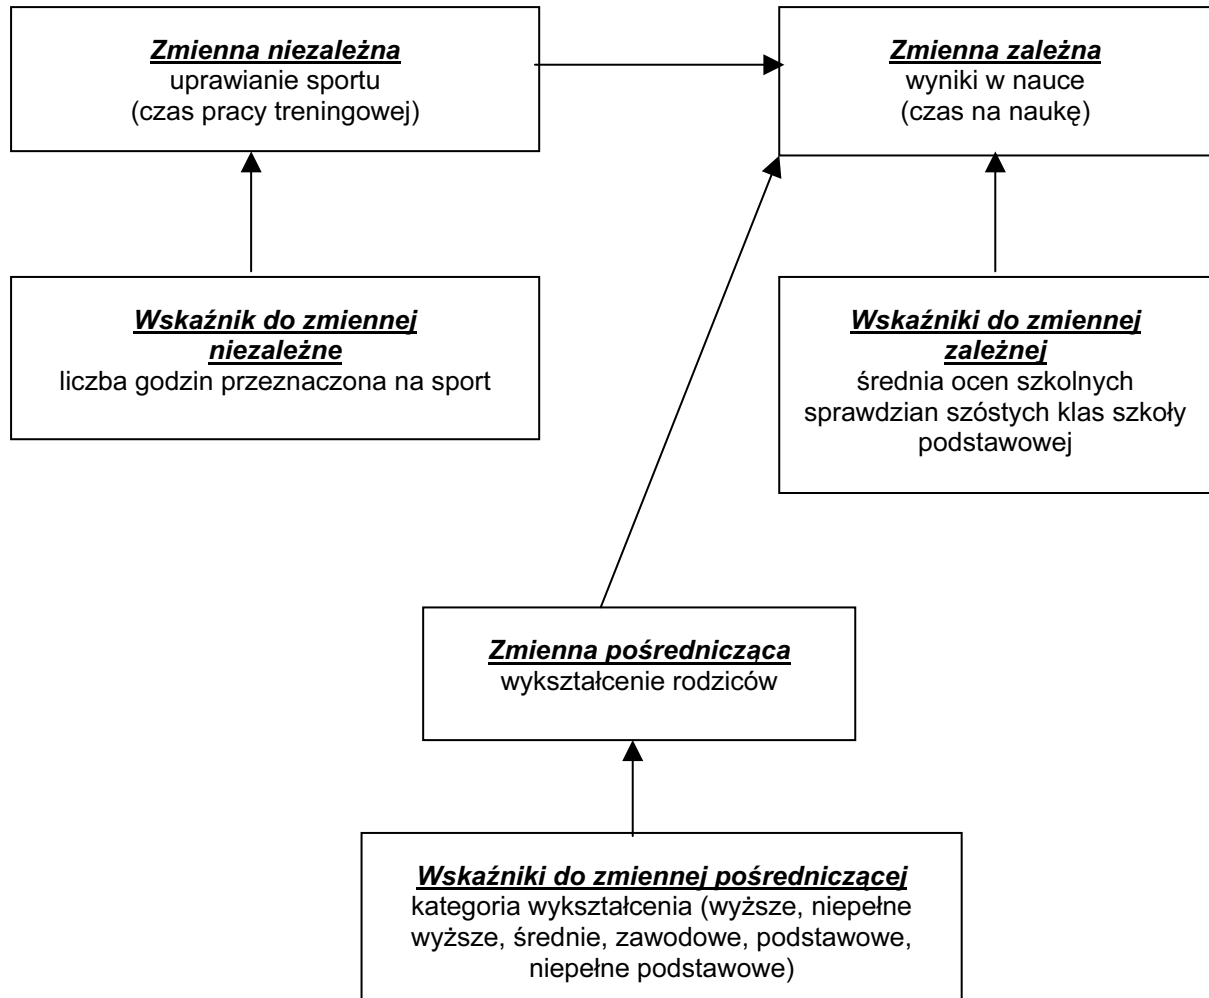 Zmienna niezależna
uprawianie sportu
(czas pracy treningowej)
Zmienna zależna
wyniki w nauce
(czas na naukę)
Wskaźnik do zmiennej
niezależne
liczba godzin przeznaczona na sport
Wskaźniki do zmiennej
zależnej
średnia ocen szkolnych
sprawdzian szóstych klas szkoły
podstawowej
Zmienna pośrednicząca
wykształcenie rodziców
Wskaźniki do zmiennej pośredniczącej
kategoria wykształcenia (wyższe, niepełne
wyższe, średnie, zawodowe, podstawowe,
niepełne podstawowe)